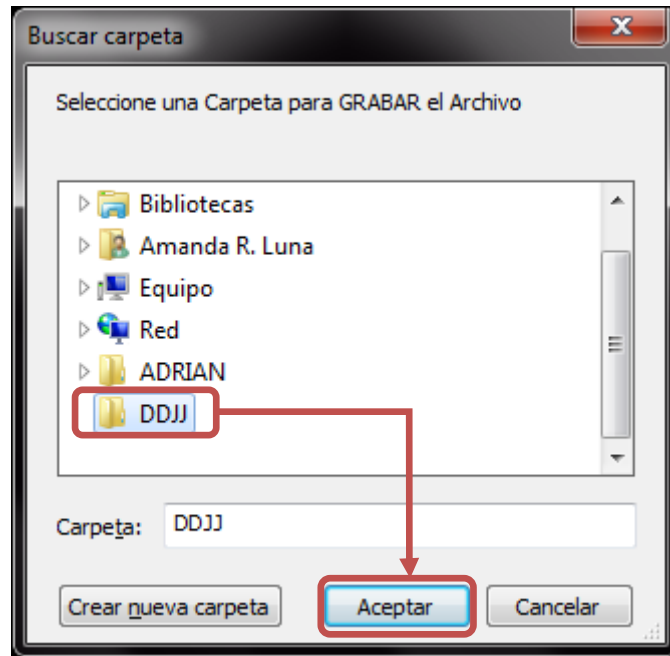 Buscar carpeta
Seleccione una Carpeta para GRABAR el Archivo
Bibliotecas
Amanda R. Luna
Equipo
Red
ADRIAN
DDJJ
Carpeta: DDJJ
Crear nueva carpeta Aceptar Cancelar